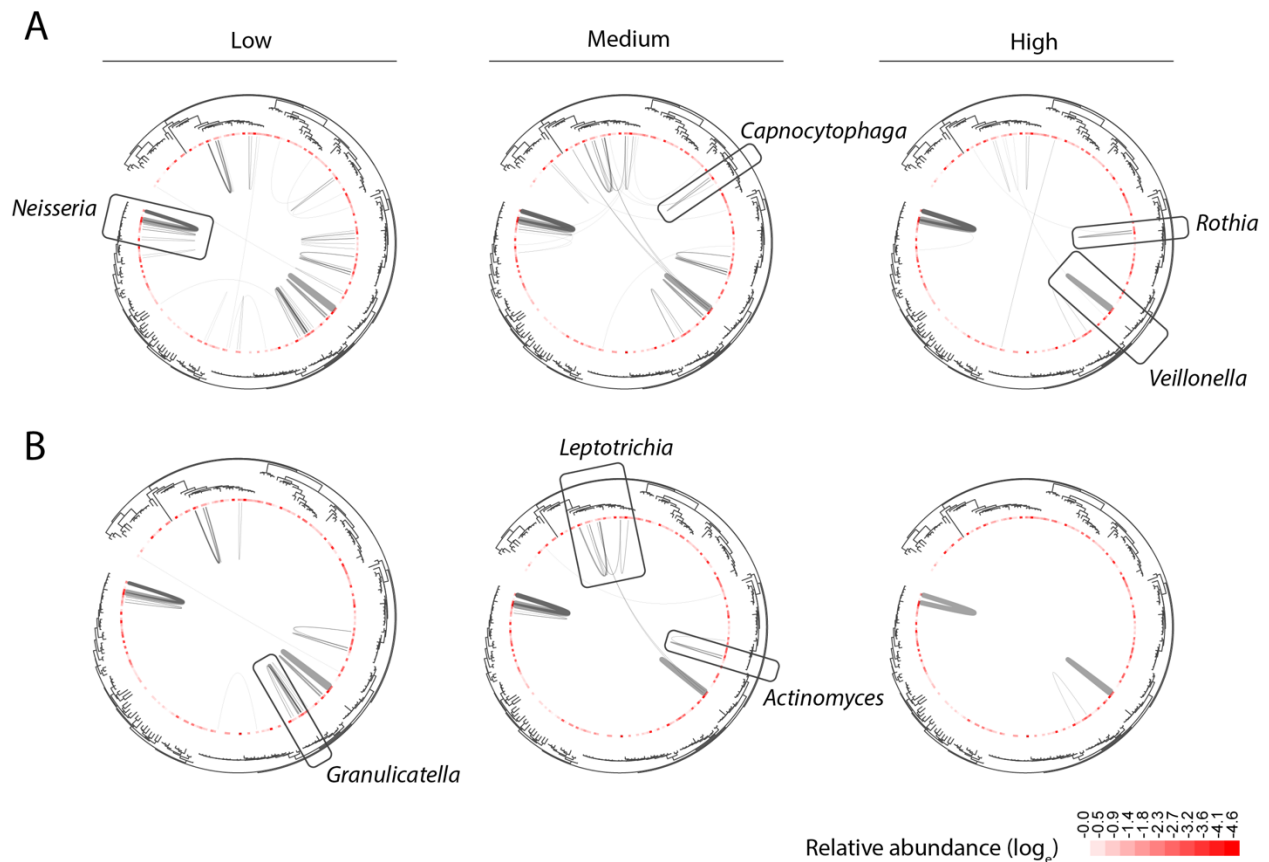 A
Low
Medium
High
Capnocytophaga
Neisseria
Rothia
Veillonella
B
Leptotrichia
Actinomyces
Granulicatella
-0.0
-0.5
-0.9
-1.4
-1.8
-2.3
-2.7
-3.2
-3.6
-4.1
-4.6
Relative abundance (logₑ)